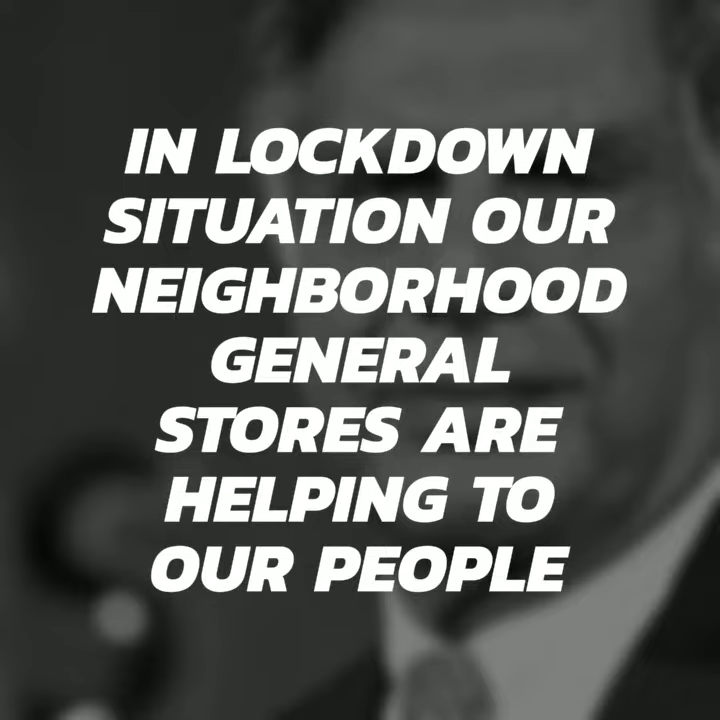 IN LOCKDOWN
SITUATION OUR
NEIGHBORHOOD
GENERAL
STORES ARE
HELPING TO
OUR PEOPLE